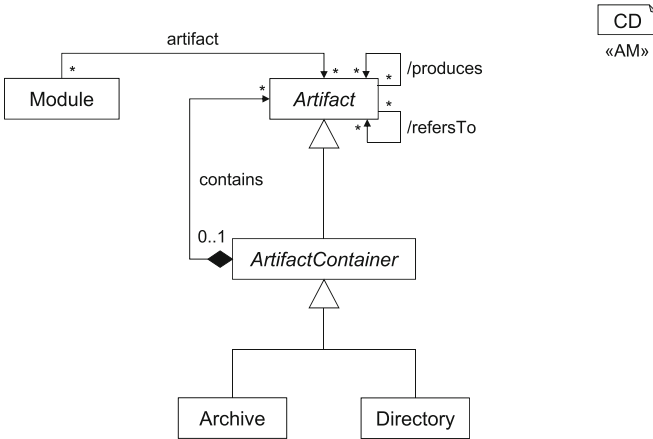 CD
artifact
«AM»
*
*
*
*
/produces
Module
*
Artifact
*
/refersTo
*
contains
0..1
ArtifactContainer
Archive
Directory